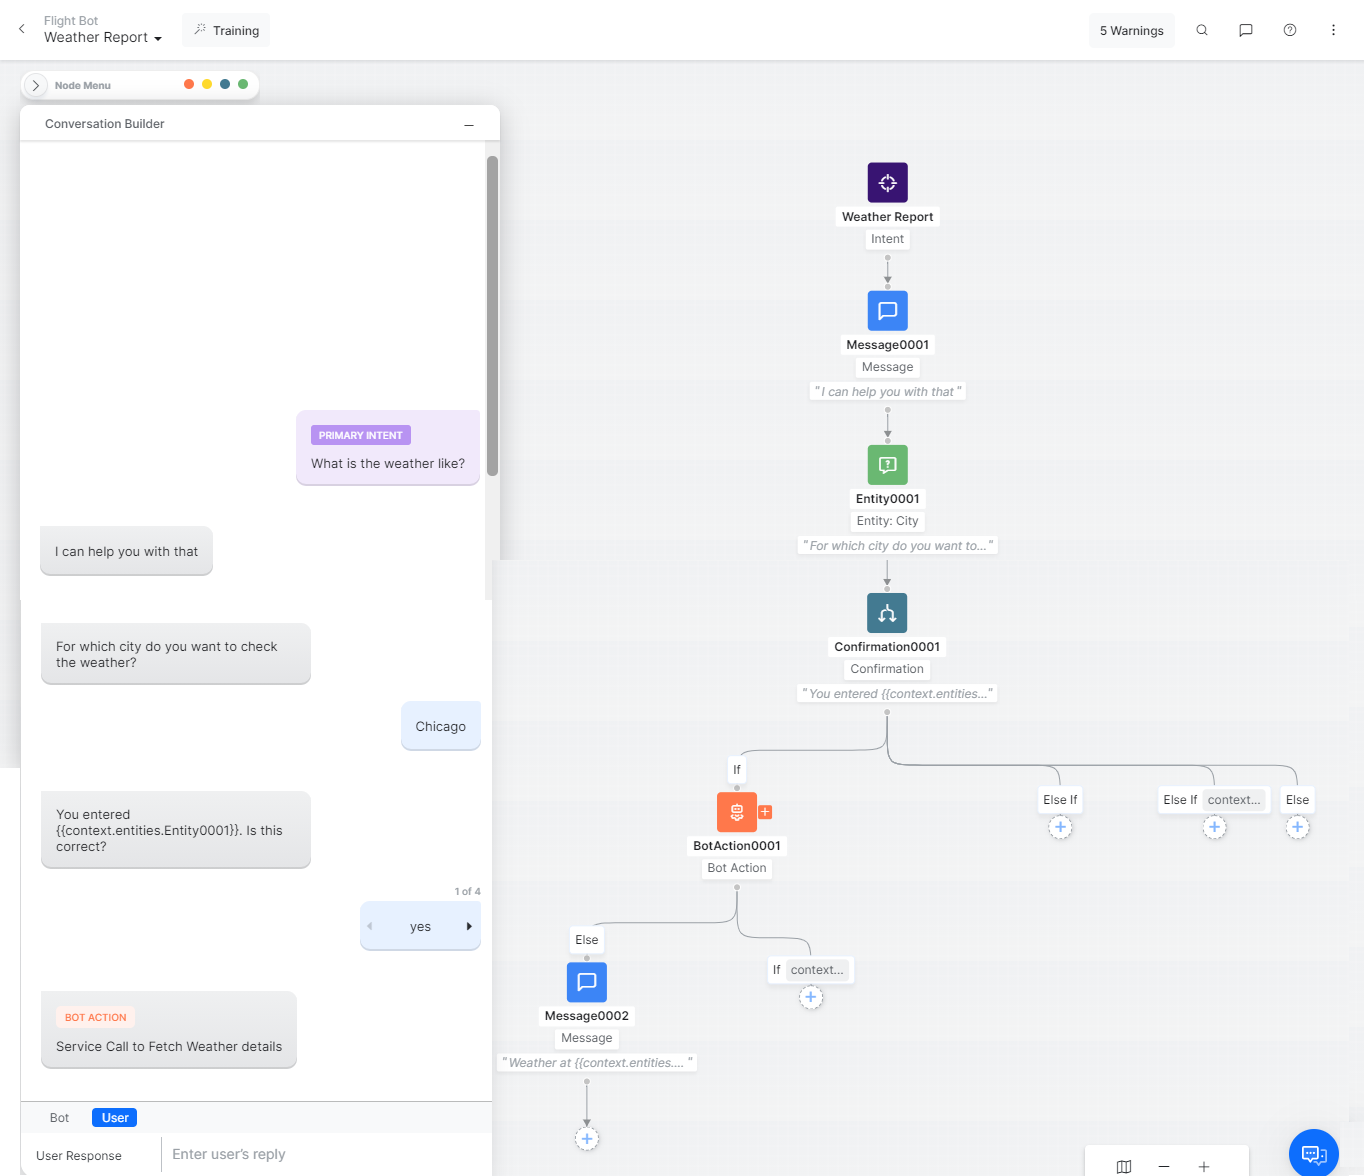 Flight Bot
Weather Report
Training
5 Warnings
Node Menu
Conversation Builder
PRIMARY INTENT
What is the weather like?
I can help you with that
For which city do you want to check
the weather?
Chicago
You entered
{{context.entities.Entity0001}}. Is this
correct?
1 of 4
yes
BOT ACTION
Service Call to Fetch Weather details
Bot
User
User Response
Enter user's reply
Weather Report
Intent
Message0001
Message
"I can help you with that"
Entity0001
Entity: City
"For which city do you want to..."
Confirmation0001
Confirmation
"You entered {{context.entities..."
If
Else If
Else If context...
Else
BotAction0001
Bot Action
Else
If context...
Message0002
Message
"Weather at {{context.entities.... "